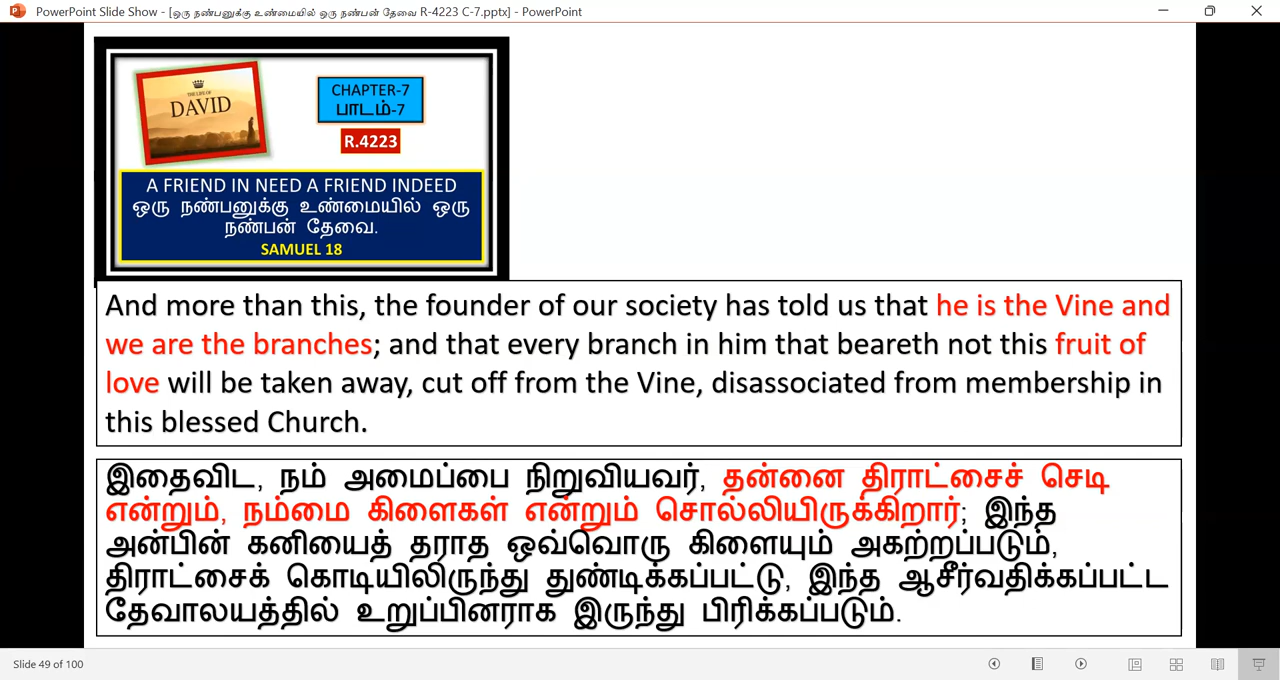 PowerPoint Slide Show - [ஒரு நண்பனுக்கு உண்மையில் ஒரு நண்பன் தேவை R-4223 C-7.pptx] - PowerPoint
THE LIFE OF
DAVID
CHAPTER-7
பாடம்-7
R.4223
A FRIEND IN NEED A FRIEND INDEED
ஒரு நண்பனுக்கு உண்மையில் ஒரு
நண்பன் தேவை.
SAMUEL 18
And more than this, the founder of our society has told us that he is the Vine and
we are the branches; and that every branch in him that beareth not this fruit of
love will be taken away, cut off from the Vine, disassociated from membership in
this blessed Church.
இதைவிட, நம் அமைப்பை நிறுவியவர், தன்னை திராட்சைச் செடி
என்றும், நம்மை கிளைகள் என்றும் சொல்லியிருக்கிறார்; இந்த
அன்பின் கனியைத் தராத ஒவ்வொரு கிளையும் அகற்றப்படும்,
திராட்சைக் கொடியிலிருந்து துண்டிக்கப்பட்டு, இந்த ஆசீர்வதிக்கப்பட்ட
தேவாலயத்தில் உறுப்பினராக இருந்து பிரிக்கப்படும்.
Slide 49 of 100